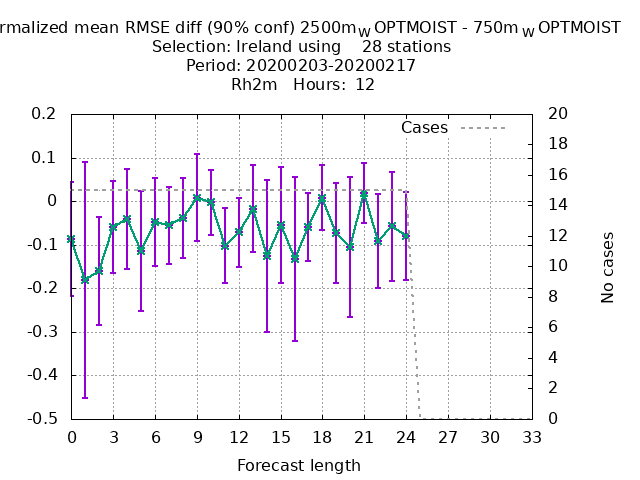 rmalized mean RMSE diff (90% conf) 2500m W OPTMOIST - 750m W OPTMOIST
Selection: Ireland using 28 stations
Period: 20200203-20200217
Rh2m Hours: 12
Cases
0.2
0.1
0
-0.1
-0.2
-0.3
-0.4
-0.5
20
18
16
14
12
10
8
6
4
2
0
No cases
0 3 6 9 12 15 18 21 24 27 30 33
Forecast length